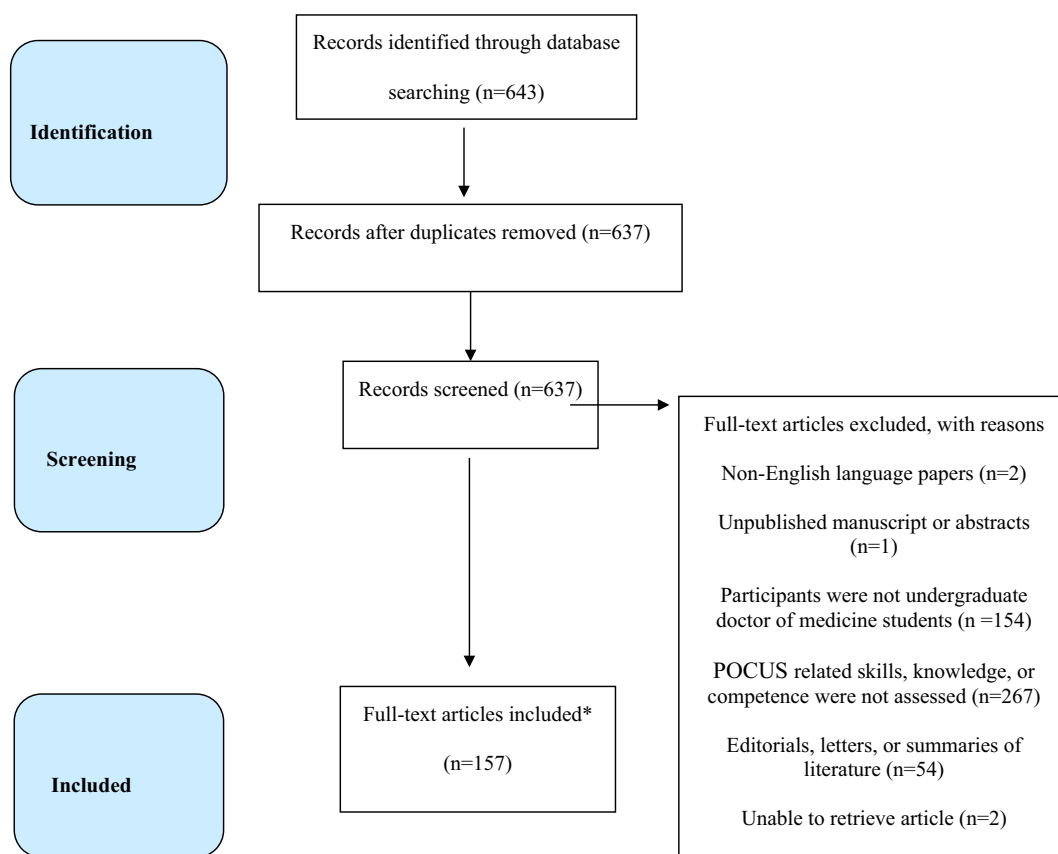 Identification
Records identified through database
searching (n=643)
Records after duplicates removed (n=637)
Screening
Records screened (n=637)
Full-text articles excluded, with reasons
Non-English language papers (n=2)
Unpublished manuscript or abstracts
(n=1)
Participants were not undergraduate
doctor of medicine students (n =154)
POCUS related skills, knowledge, or
competence were not assessed (n=267)
Editorials, letters, or summaries of
literature (n=54)
Unable to retrieve article (n=2)
Included
Full-text articles included*
(n=157)